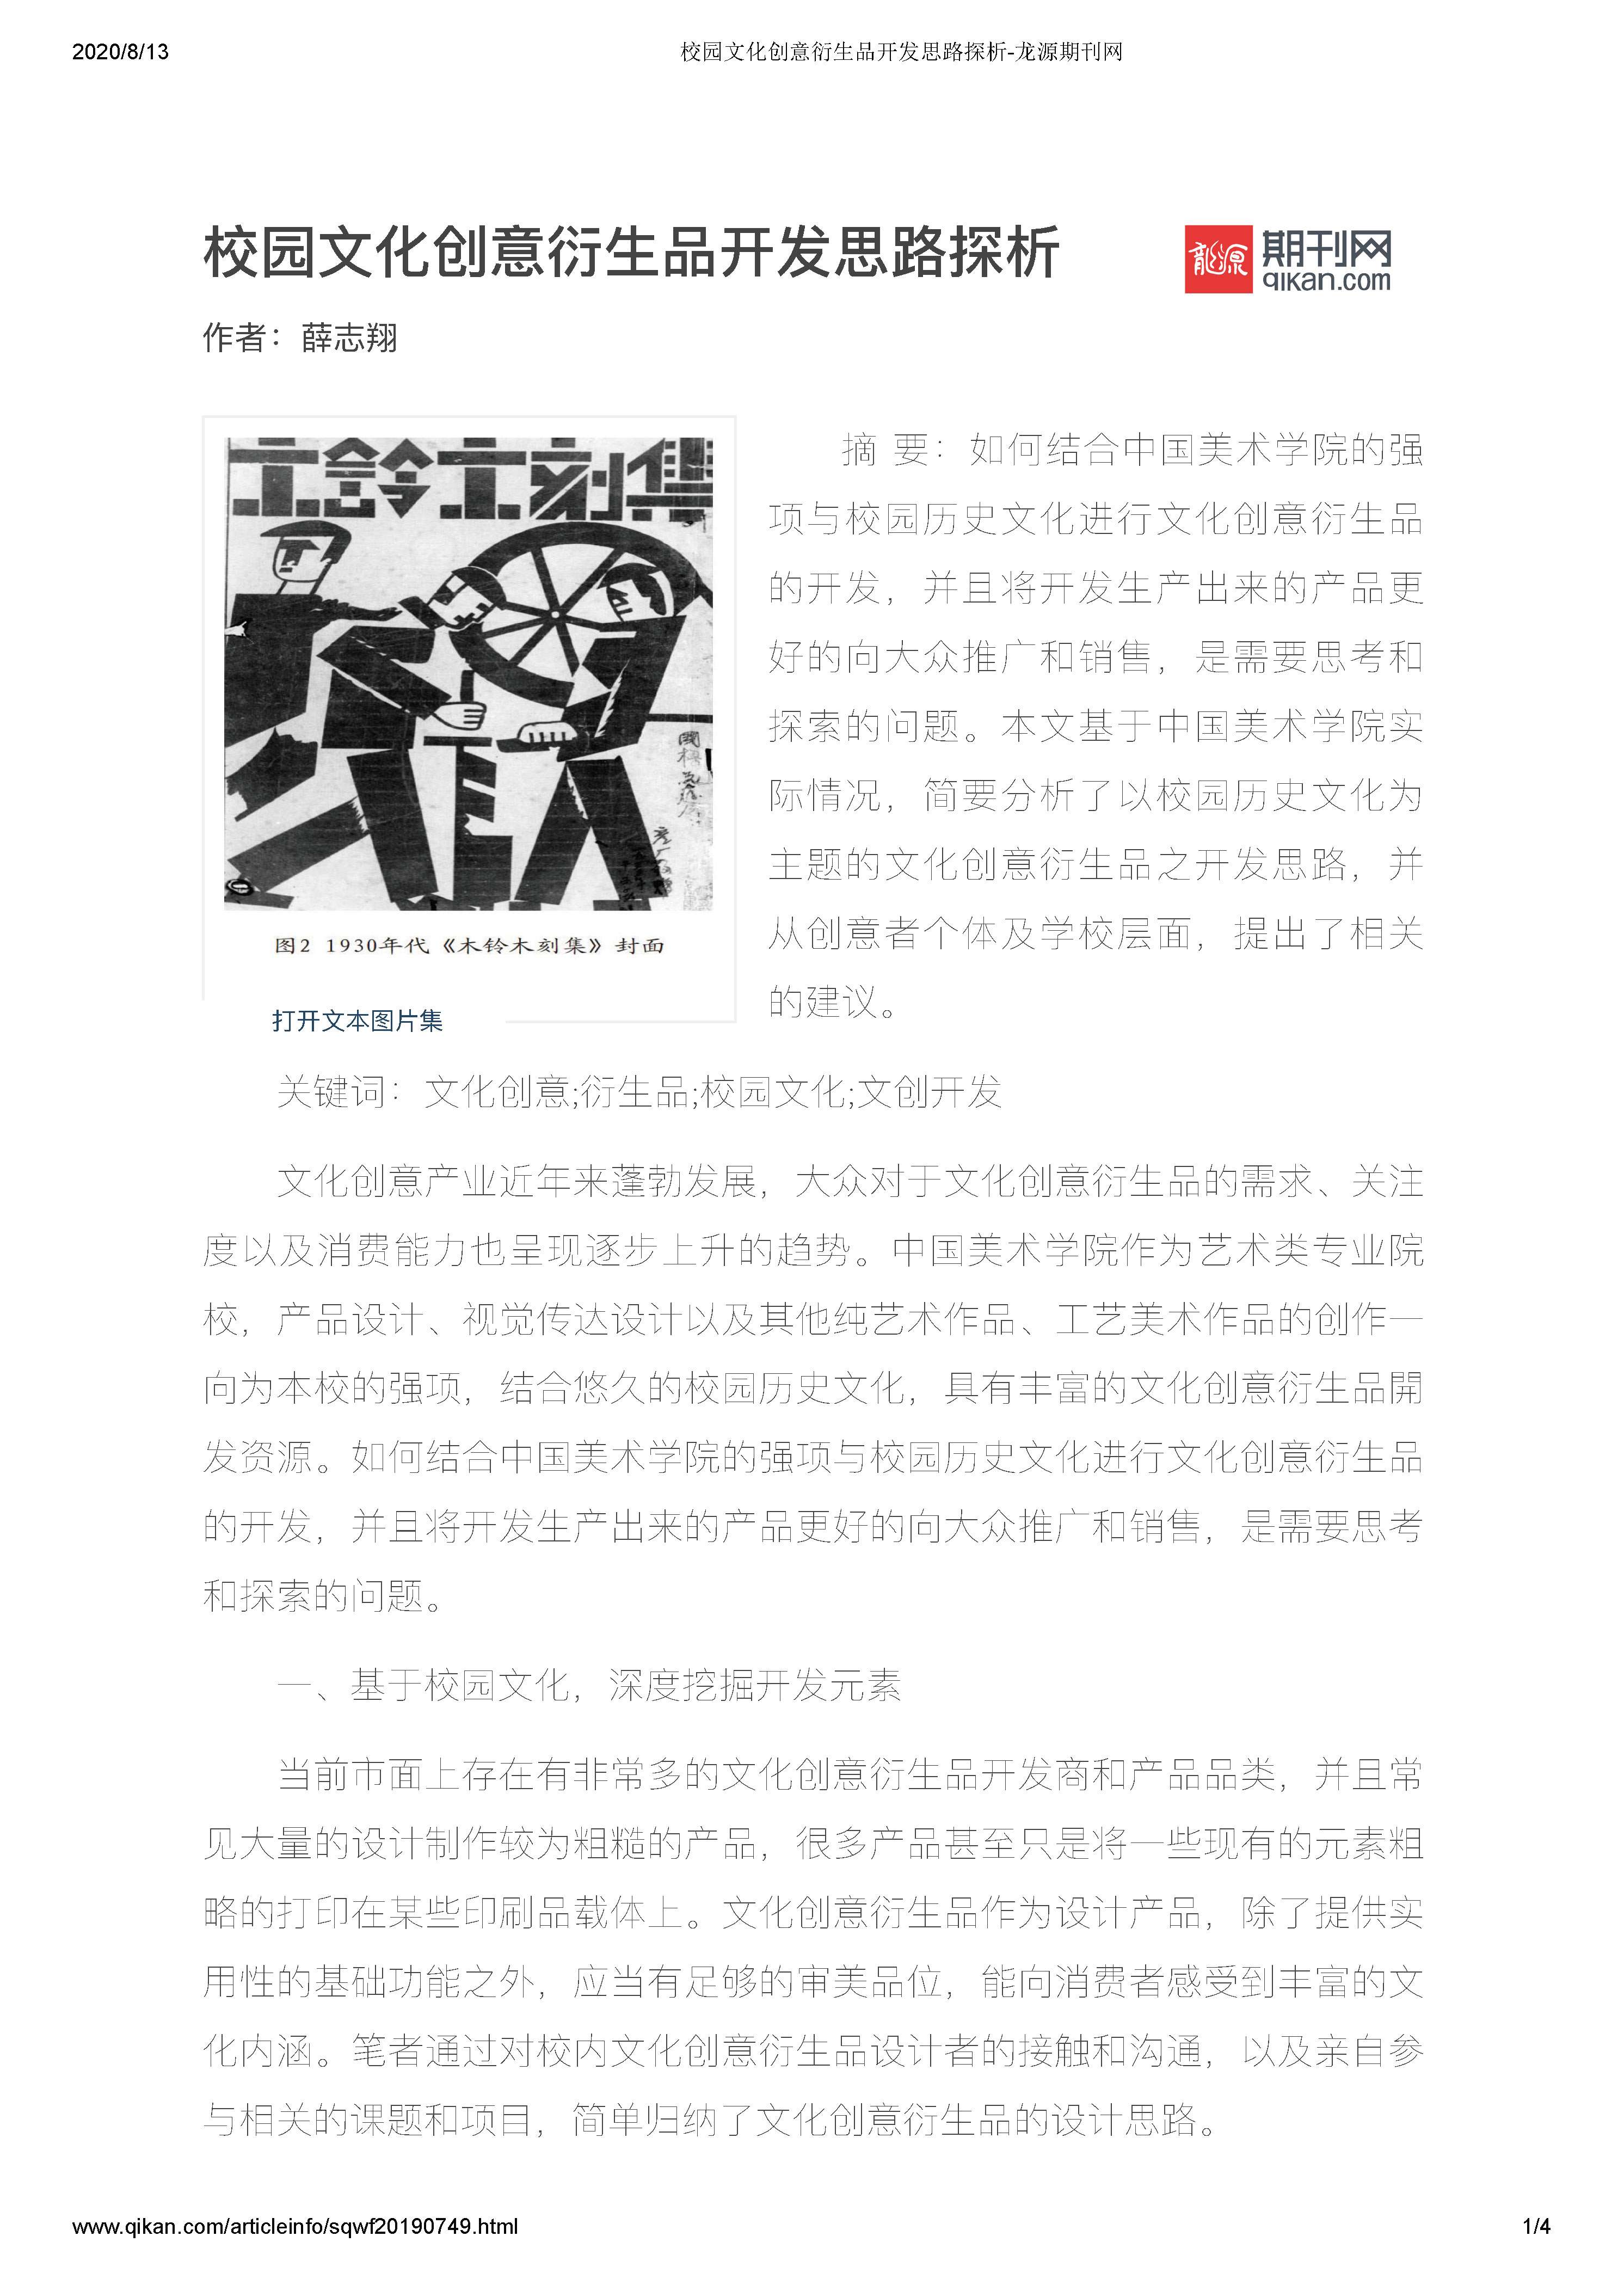 2020/8/13
校园文化创意衍生品开发思路探析-龙源期刊网
校园文化创意衍生品开发思路探析
龍源 期刊网
qikan.com
作者：薛志翔
木铃木刻集
图2 1930年代《木铃木刻集》封面
打开文本图片集
摘 要：如何结合中国美术学院的强
项与校园历史文化进行文化创意衍生品
的开发，并且将开发生产出来的产品更
好的向大众推广和销售，是需要思考和
探索的问题。本文基于中国美术学院实
际情况，简要分析了以校园历史文化为
主题的文化创意衍生品之开发思路，并
从创意者个体及学校层面，提出了相关
的建议。
关键词：文化创意;衍生品;校园文化;文创开发
文化创意产业近年来蓬勃发展，大众对于文化创意衍生品的需求、关注
度以及消费能力也呈现逐步上升的趋势。中国美术学院作为艺术类专业院
校，产品设计、视觉传达设计以及其他纯艺术作品、工艺美术作品的创作一
向为本校的强项，结合悠久的校园历史文化，具有丰富的文化创意衍生品開
发资源。如何结合中国美术学院的强项与校园历史文化进行文化创意衍生品
的开发，并且将开发生产出来的产品更好的向大众推广和销售，是需要思考
和探索的问题。
一、基于校园文化，深度挖掘开发元素
当前市面上存在有非常多的文化创意衍生品开发商和产品品类，并且常
见大量的设计制作较为粗糙的产品，很多产品甚至只是将一些现有的元素粗
略的打印在某些印刷品载体上。文化创意衍生品作为设计产品，除了提供实
用性的基础功能之外，应当有足够的审美品位，能向消费者感受到丰富的文
化内涵。笔者通过对校内文化创意衍生品设计者的接触和沟通，以及亲自参
与相关的课题和项目，简单归纳了文化创意衍生品的设计思路。
www.qikan.com/articleinfo/sqwf20190749.html
1/4